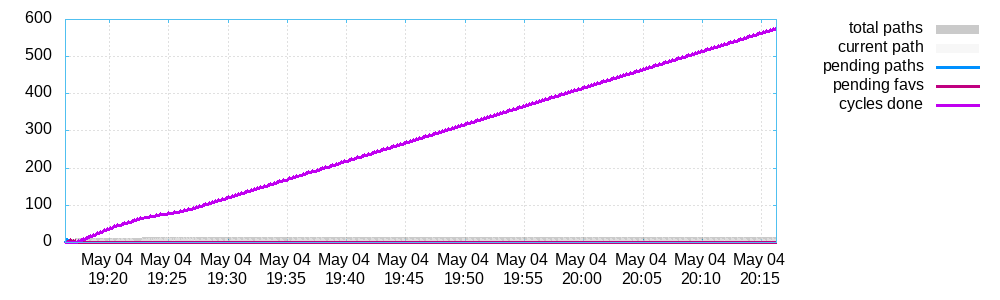 600
500
400
300
200
100
0
May 04 May 04 May 04 May 04 May 04 May 04 May 04 May 04 May 04 May 04 May 04 May 04
19:20 19:25 19:30 19:35 19:40 19:45 19:50 19:55 20:00 20:05 20:10 20:15
total paths
current path
pending paths
pending favs
cycles done